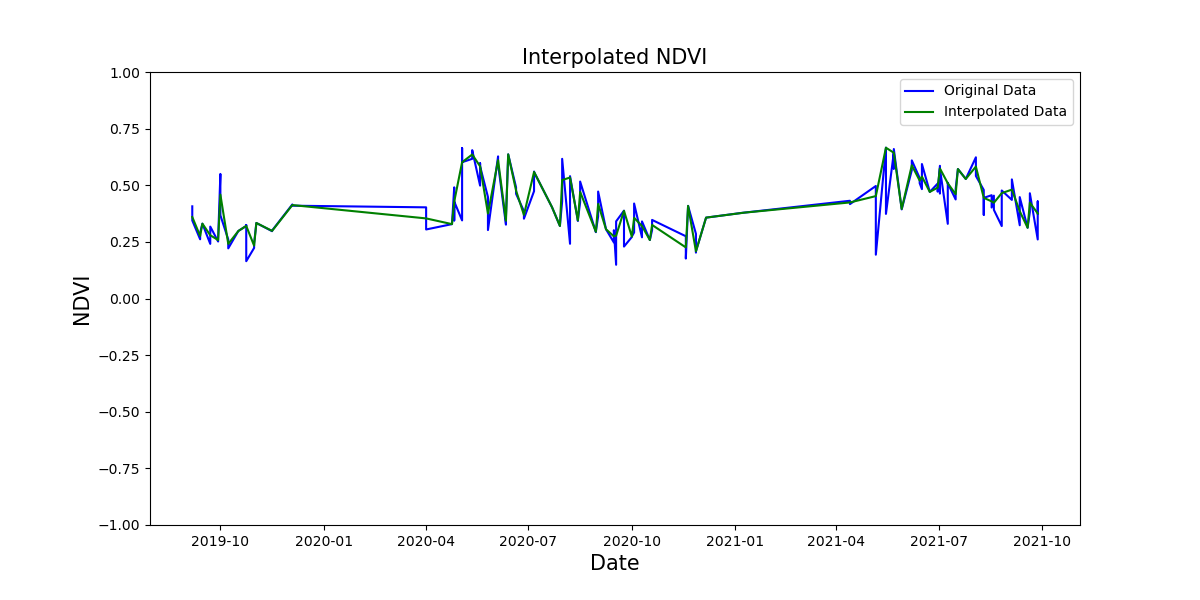 Interpolated NDVI
Original Data
Interpolated Data
NDVI
1.00
0.75
0.50
0.25
0.00
−0.25
−0.50
−0.75
−1.00
2019-10 2020-01 2020-04 2020-07 2020-10 2021-01 2021-04 2021-07 2021-10
Date